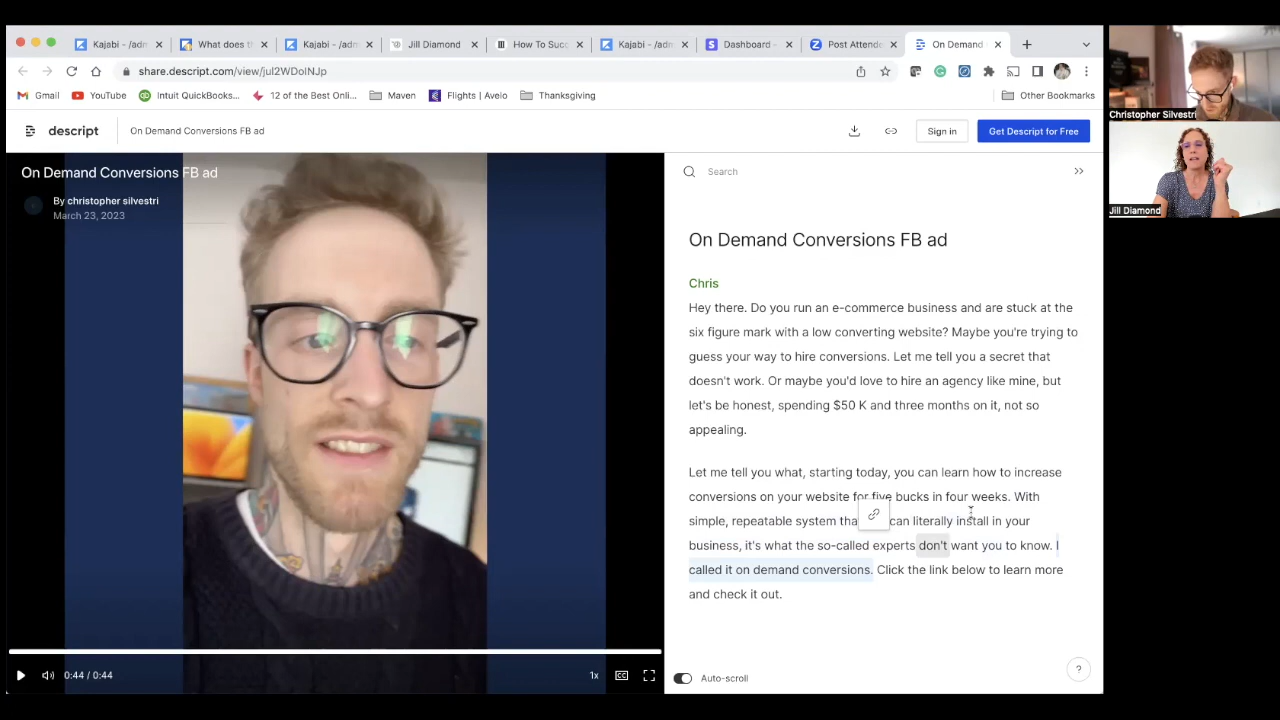 Kajabi - /adm
What does th
Kajabi - /adm
Jill Diamond
How To Succ
Kajabi - /adm
Dashboard -
Post Attende
On Demand
share.descript.com/view/jul2WDolNJp
Gmail
YouTube
Intuit QuickBooks...
12 of the Best Onli...
Maven
Flights | Avelo
Thanksgiving
Other Bookmarks
descript
On Demand Conversions FB ad
Sign in
Get Descript for Free
On Demand Conversions FB ad
By christopher silvestri
March 23, 2023
0:44 / 0:44
1x
CC
Search
On Demand Conversions FB ad
Chris
Hey there. Do you run an e-commerce business and are stuck at the
six figure mark with a low converting website? Maybe you're trying to
guess your way to hire conversions. Let me tell you a secret that
doesn't work. Or maybe you'd love to hire an agency like mine, but
let's be honest, spending $50 K and three months on it, not so
appealing.
Let me tell you what, starting today, you can learn how to increase
conversions on your website for five bucks in four weeks. With
simple, repeatable system tha can literally install in your
business, it's what the so-called experts don't want you to know. I
called it on demand conversions. Click the link below to learn more
and check it out.
Auto-scroll
?
Christopher Silvestri
Jill Diamond